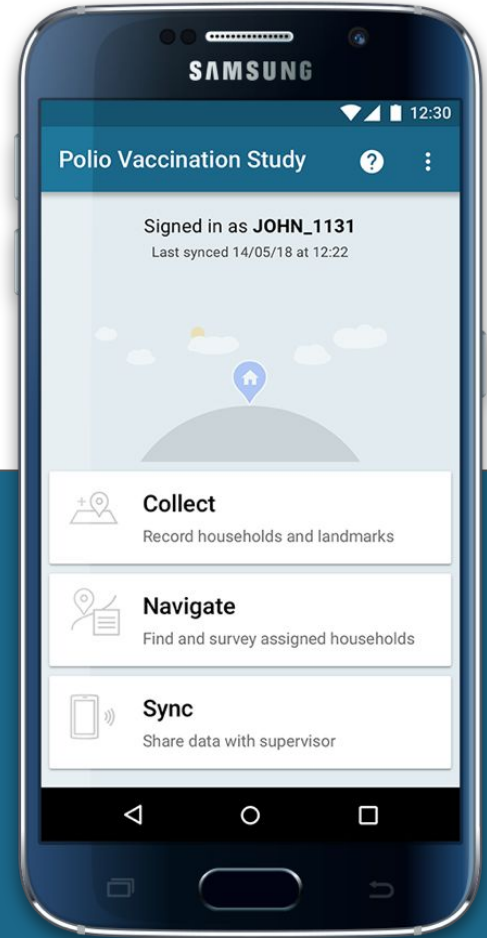 SAMSUNG
12:30
Polio Vaccination Study
?
Signed in as JOHN_1131
Last synced 14/05/18 at 12:22
Collect
Record households and landmarks
Navigate
Find and survey assigned households
Sync
Share data with supervisor